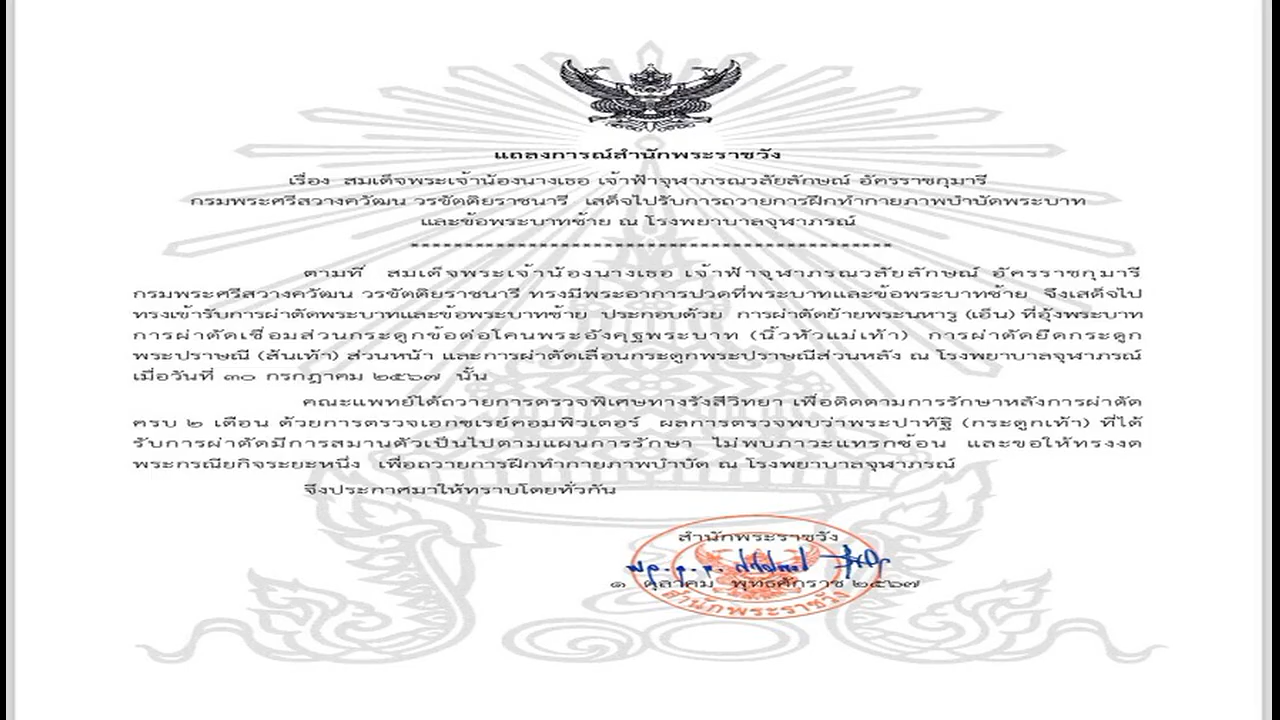 แถลงการณ์สำนักพระราชวัง
เรื่อง สมเด็จพระเจ้าน้องนางเธอ เจ้าฟ้าจุฬาภรณวลัยลักษณ์ อัครราชกุมารี
กรมพระศรีสวางควัฒน วรขัตติยราชนารี เสด็จไปรับการถวายการฝึกทำกายภาพบำบัดพระบาท
และข้อพระบาทซ้าย ณ โรงพยาบาลจุฬาภรณ์
ตามที่ สมเด็จพระเจ้าน้องนางเธอ เจ้าฟ้าจุฬาภรณวลัยลักษณ์ อัครราชกุมารี
กรมพระศรีสวางควัฒน วรขัตติยราชนารี ทรงมีพระอาการปวดที่พระบาทและข้อพระบาทซ้าย จึงเสด็จไป
ทรงเข้ารับการผ่าตัดพระบาทและข้อพระบาทซ้าย ประกอบด้วย การผ่าตัดย้ายพระนหารู (เอ็น) ที่อุ้งพระบาท
การผ่าตัดเชื่อมส่วนกระดูกข้อต่อโคนพระอังคุฐพระบาท (นิ้วหัวแม่เท้า) การผ่าตัดยึดกระดูก
พระปราษณี (ส้นเท้า) ส่วนหน้า และการผ่าตัดเลื่อนกระดูกพระปราษณีส่วนหลัง ณ โรงพยาบาลจุฬาภรณ์
เมื่อวันที่ ๓๐ กรกฎาคม ๒๕๖๗ นั้น
คณะแพทย์ได้ถวายการตรวจพิเศษทางรังสีวิทยา เพื่อติดตามการรักษาหลังการผ่าตัด
ครบ ๒ เดือน ด้วยการตรวจเอกซเรย์คอมพิวเตอร์ ผลการตรวจพบว่าพระปาทัฐิ (กระดูกเท้า) ที่ได้
รับการผ่าตัดมีการสมานตัวเป็นไปตามแผนการรักษา ไม่พบภาวะแทรกซ้อน และขอให้ทรงงด
พระกรณียกิจระยะหนึ่ง เพื่อถวายการฝึกทำกายภาพบำบัด ณ โรงพยาบาลจุฬาภรณ์
จึงประกาศมาให้ทราบโดยทั่วกัน
สำนักพระราชวัง
๑ ตุลาคม พุทธศักราช ๒๕๖๗
สำนักพระราชวัง